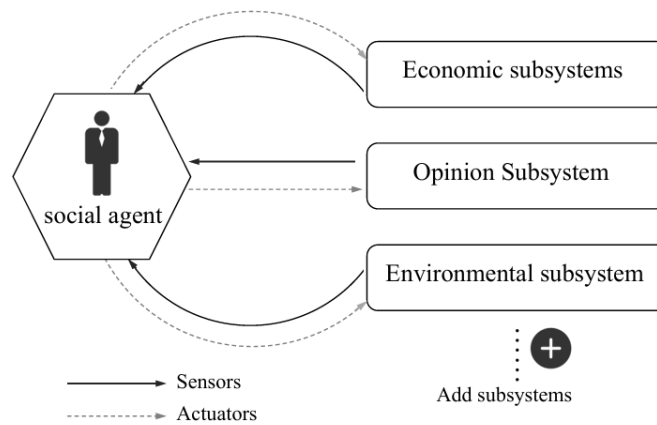 Economic subsystems
Opinion Subsystem
social agent
Environmental subsystem
Sensors
Add subsystems
Actuators